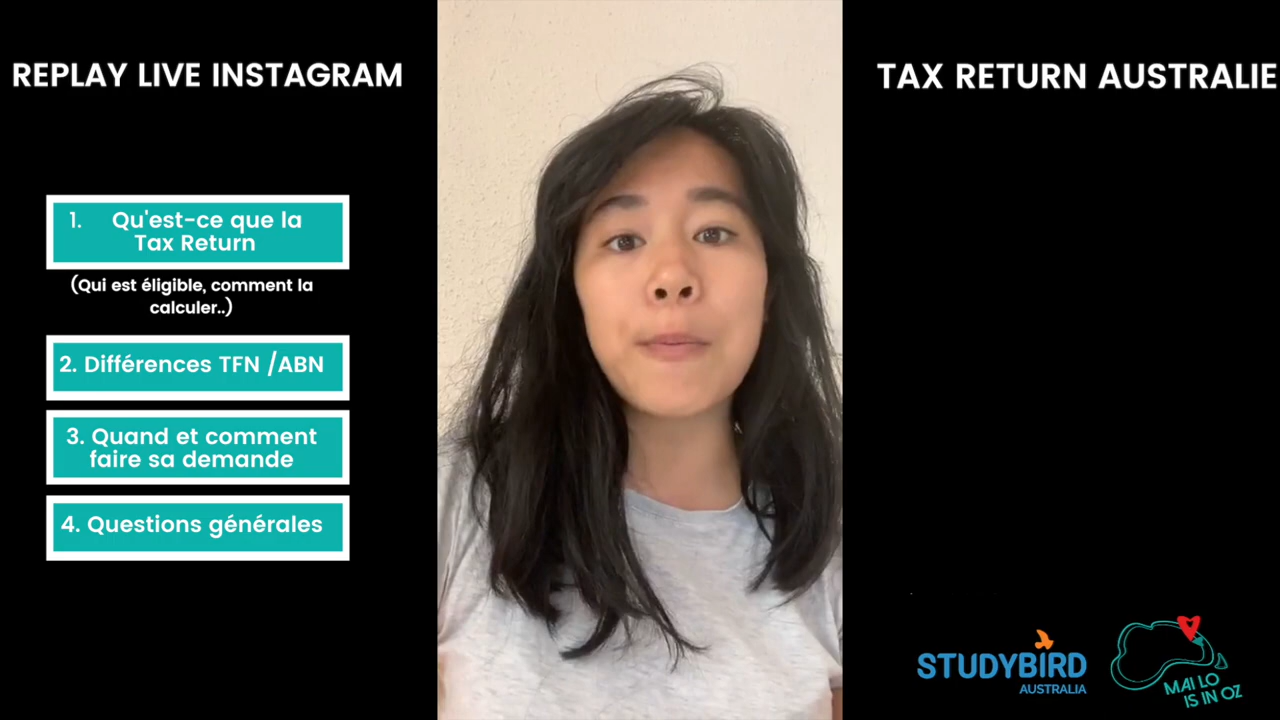 REPLAY LIVE INSTAGRAM
TAX RETURN AUSTRALIE
1. Qu'est-ce que la
Tax Return
(Qui est éligible, comment la
calculer..)
2. Différences TFN /ABN
3. Quand et comment
faire sa demande
4. Questions générales
STUDYBIRD
AUSTRALIA
MAI LO
IS IN OZ